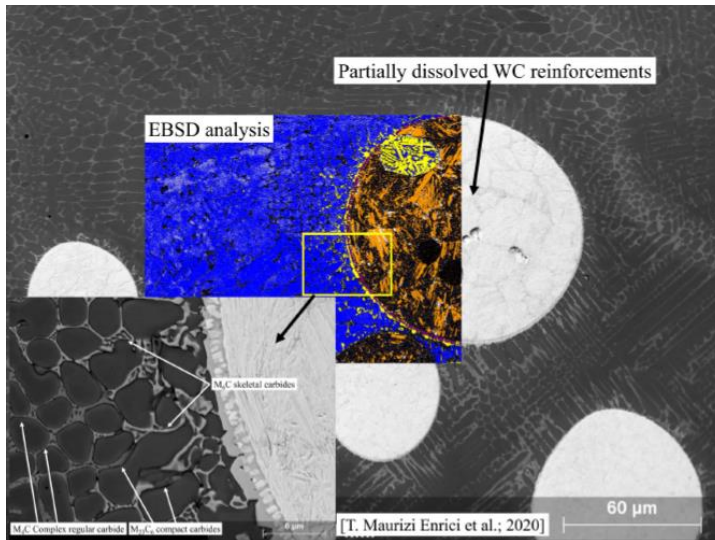 Partially dissolved WC reinforcements
EBSD analysis
M₆C skeletal carbides
M₆C Complex regular carbide
M₂₃C₆ compact carbides
60 µm
[T. Maurizi Enrici et al.; 2020]